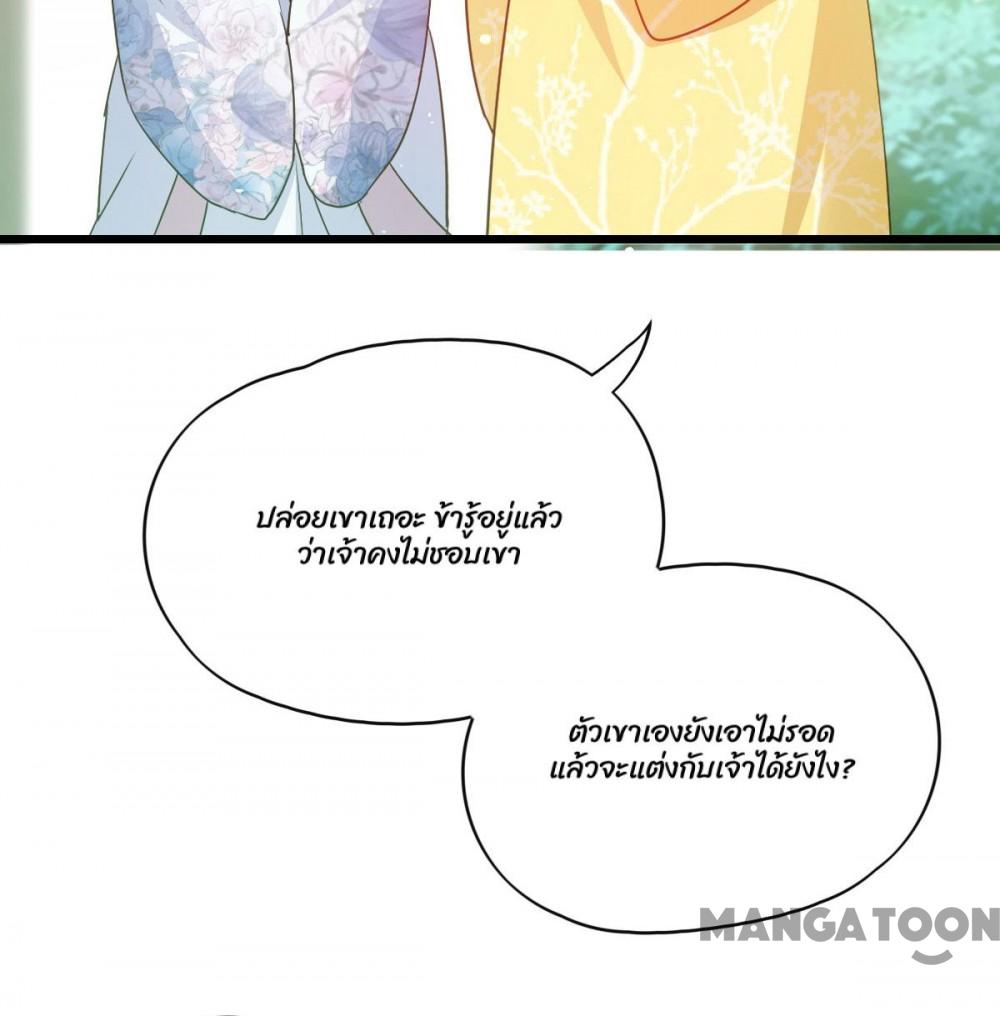 ปล่อยเขาเถอะ ข้ารู้อยู่แล้ว
ว่าเจ้าคงไม่ชอบเขา
ตัวเขาเองยังเอาไม่รอด
แล้วจะแต่งกับเจ้าได้ยังไง?
MANGATOON